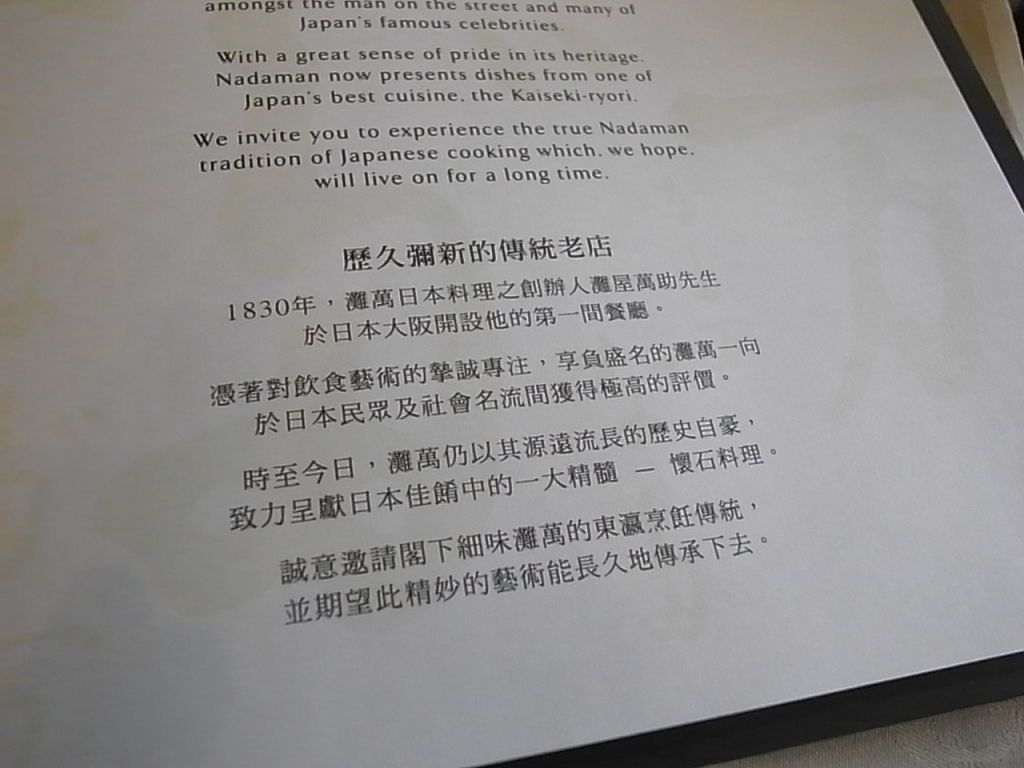 amongst the man on the street and many of
Japan's famous celebrities.
With a great sense of pride in its heritage.
Nadaman now presents dishes from one of
Japan's best cuisine, the Kaiseki-ryori.
We invite you to experience the true Nadaman
tradition of Japanese cooking which, we hope,
will live on for a long time.
歷久彌新的傳統老店
1830年，灘萬日本料理之創辦人灘屋萬助先生
於日本大阪開設他的第一間餐廳。
憑著對飲食藝術的摯誠專注，享負盛名的灘萬一向
於日本民眾及社會名流間獲得極高的評價。
時至今日，灘萬仍以其源遠流長的歷史自豪，
致力呈獻日本佳餚中的一大精髓 — 懷石料理。
誠意邀請閣下細味灘萬的東瀛烹飪傳統，
並期望此精妙的藝術能長久地傳承下去。